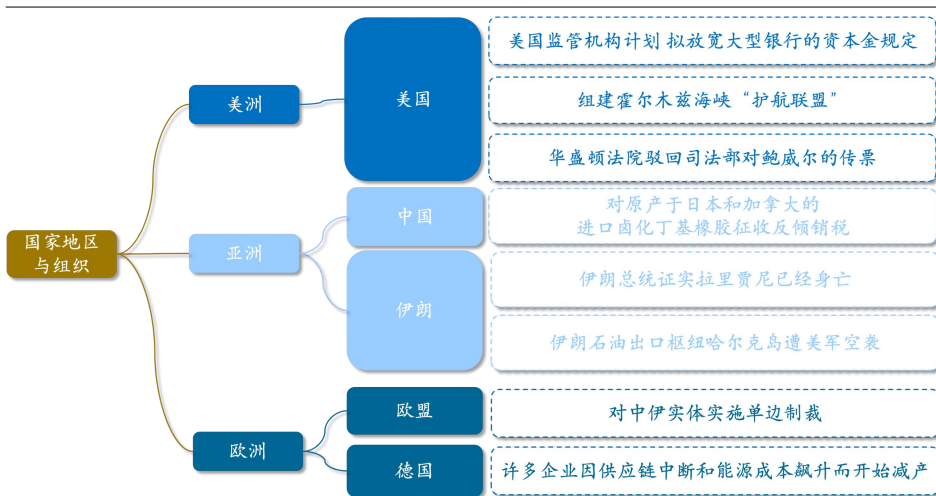 国家地区
与组织
美洲
美国
美国监管机构计划 拟放宽大型银行的资本金规定
组建霍尔木兹海峡“护航联盟”
华盛顿法院驳回司法部对鲍威尔的传票
亚洲
中国
对原产于日本和加拿大的
进口卤化丁基橡胶征收反倾销税
伊朗
伊朗总统证实拉里贾尼已经身亡
伊朗石油出口枢纽哈尔克岛遭美军空袭
欧洲
欧盟
对中伊实体实施单边制裁
德国
许多企业因供应链中断和能源成本飙升而开始减产